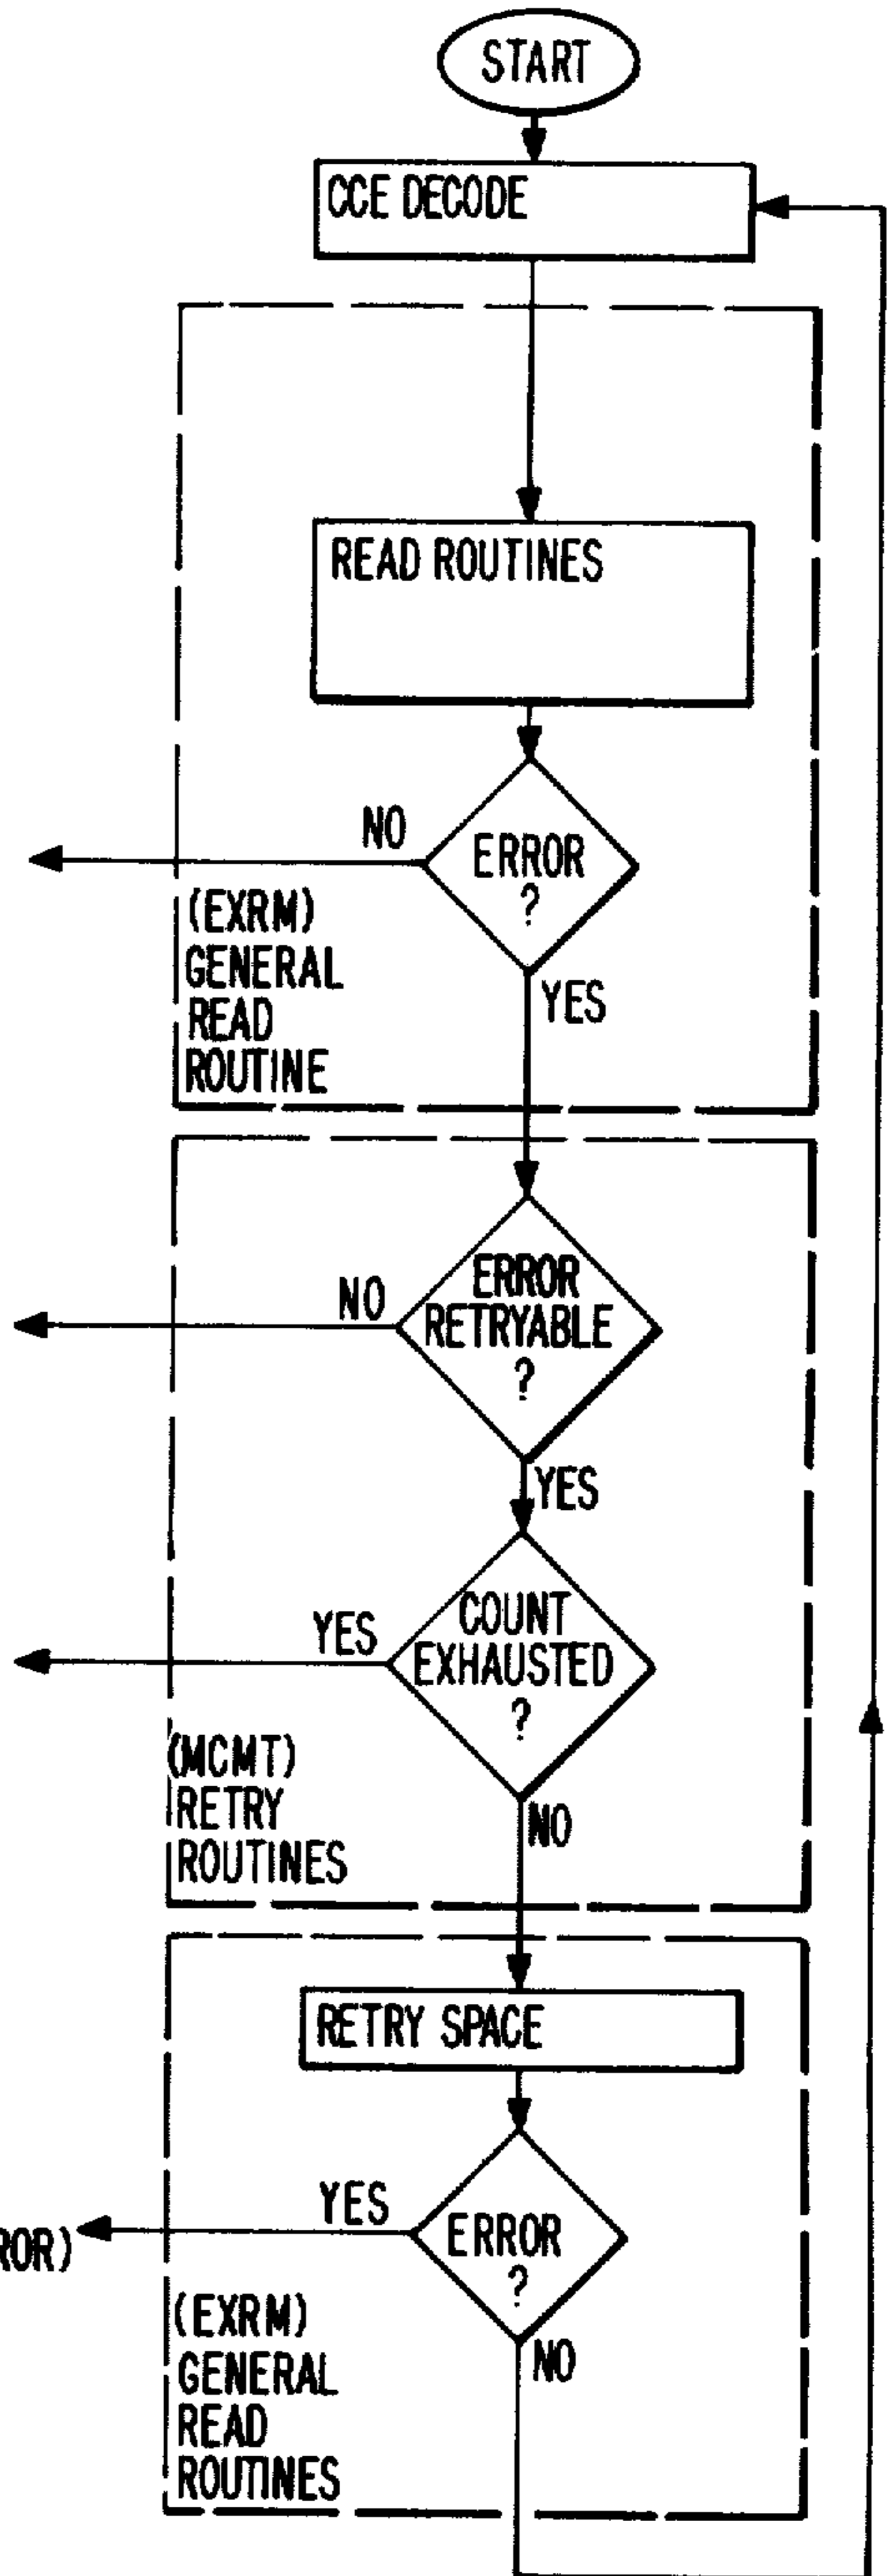 START
CCE DECODE
READ ROUTINES
NO
ERROR
?
YES
(EXRM)
GENERAL
READ
ROUTINE
ERROR
RETRYABLE
?
NO
YES
COUNT
EXHAUSTED
?
YES
NO
(MCMT)
RETRY
ROUTINES
RETRY SPACE
YES
ERROR
?
ROR)
NO
(EXRM)
GENERAL
READ
ROUTINES